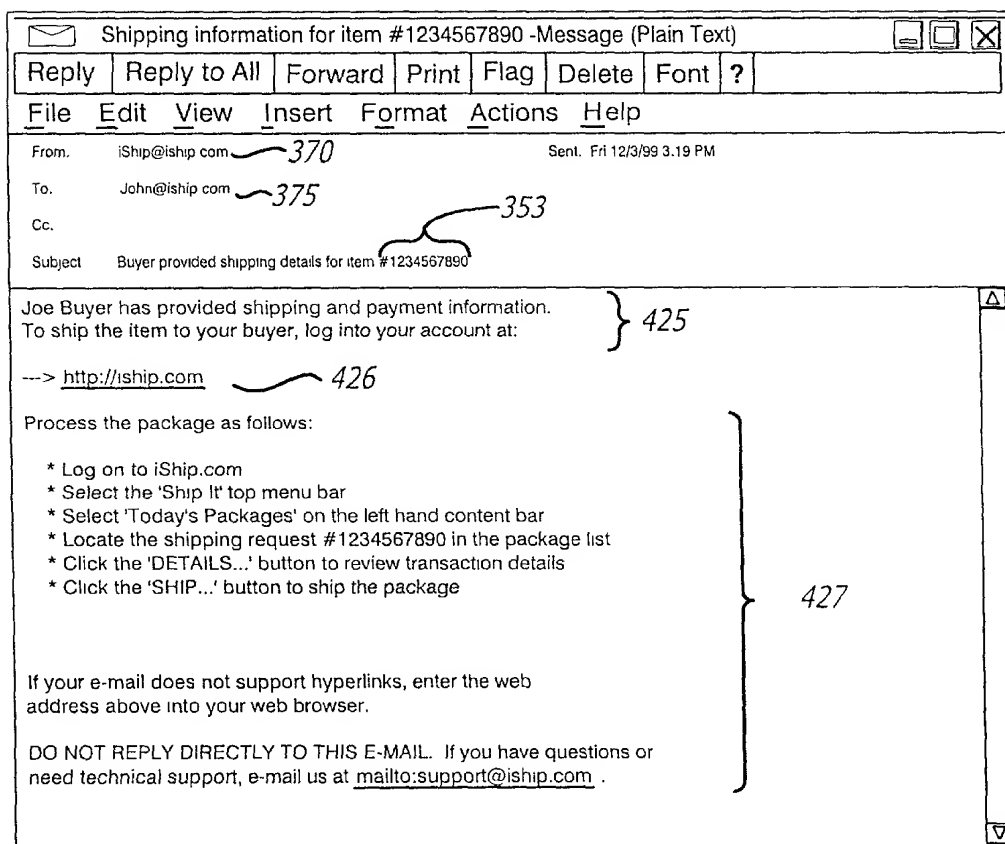 Shipping information for item #1234567890 -Message (Plain Text)
Reply Reply to All Forward Print Flag Delete Font ?
File Edit View Insert Format Actions Help
From. iShip@iship com 370 Sent. Fri 12/3/99 3.19 PM
To. John@iship com 375
Cc. 353
Subject Buyer provided shipping details for item #1234567890
Joe Buyer has provided shipping and payment information.
To ship the item to your buyer, log into your account at: 425
---> http://iship.com 426
Process the package as follows:
* Log on to iShip.com
* Select the 'Ship It' top menu bar
* Select 'Today's Packages' on the left hand content bar
* Locate the shipping request #1234567890 in the package list
* Click the 'DETAILS...' button to review transaction details
* Click the 'SHIP...' button to ship the package
427
If your e-mail does not support hyperlinks, enter the web
address above into your web browser.
DO NOT REPLY DIRECTLY TO THIS E-MAIL. If you have questions or
need technical support, e-mail us at mailto:support@iship.com .